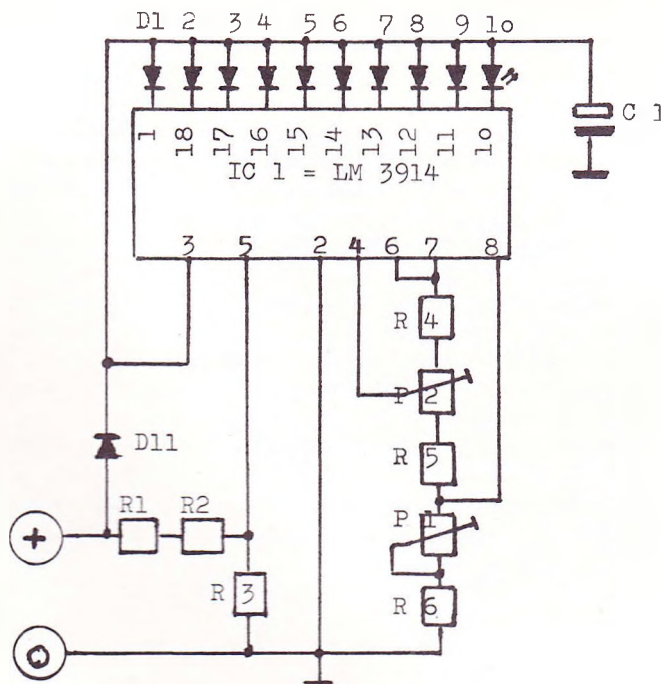 D1 2 3 4 5 6 7 8 9 1o
C 1
1 18 17 16 15 14 13 12 11 1o
IC 1 = LM 3914
3 5 2 4 6 7 8
R 4
P 2
D11
R 5
R1 R2
P 1
+
R 3
R 6
O